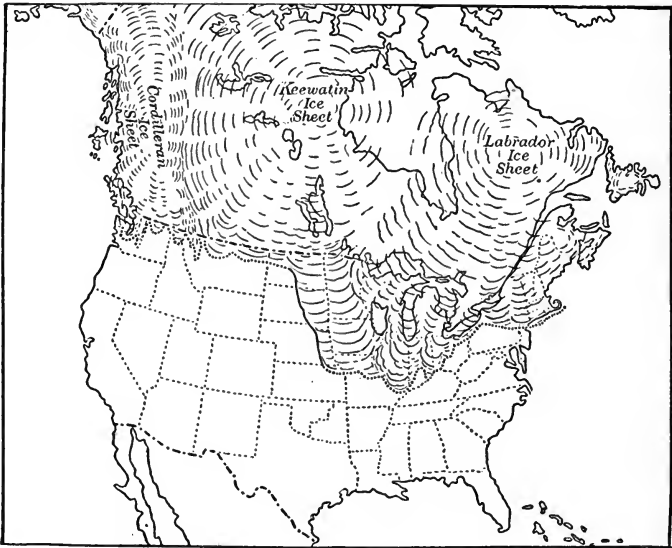 Cordilleran
Ice
Sheet
Keewatin
Ice
Sheet
Labrador
Ice
Sheet